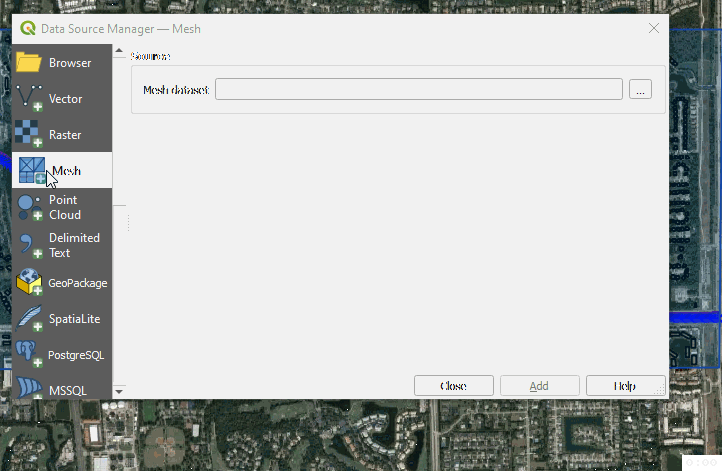 Data Source Manager — Mesh
Browser
Vector
Raster
Mesh
Point
Cloud
Delimited
Text
GeoPackage
SpatiaLite
PostgreSQL
MSSQL
Source
Mesh dataset
...
Close
Add
Help